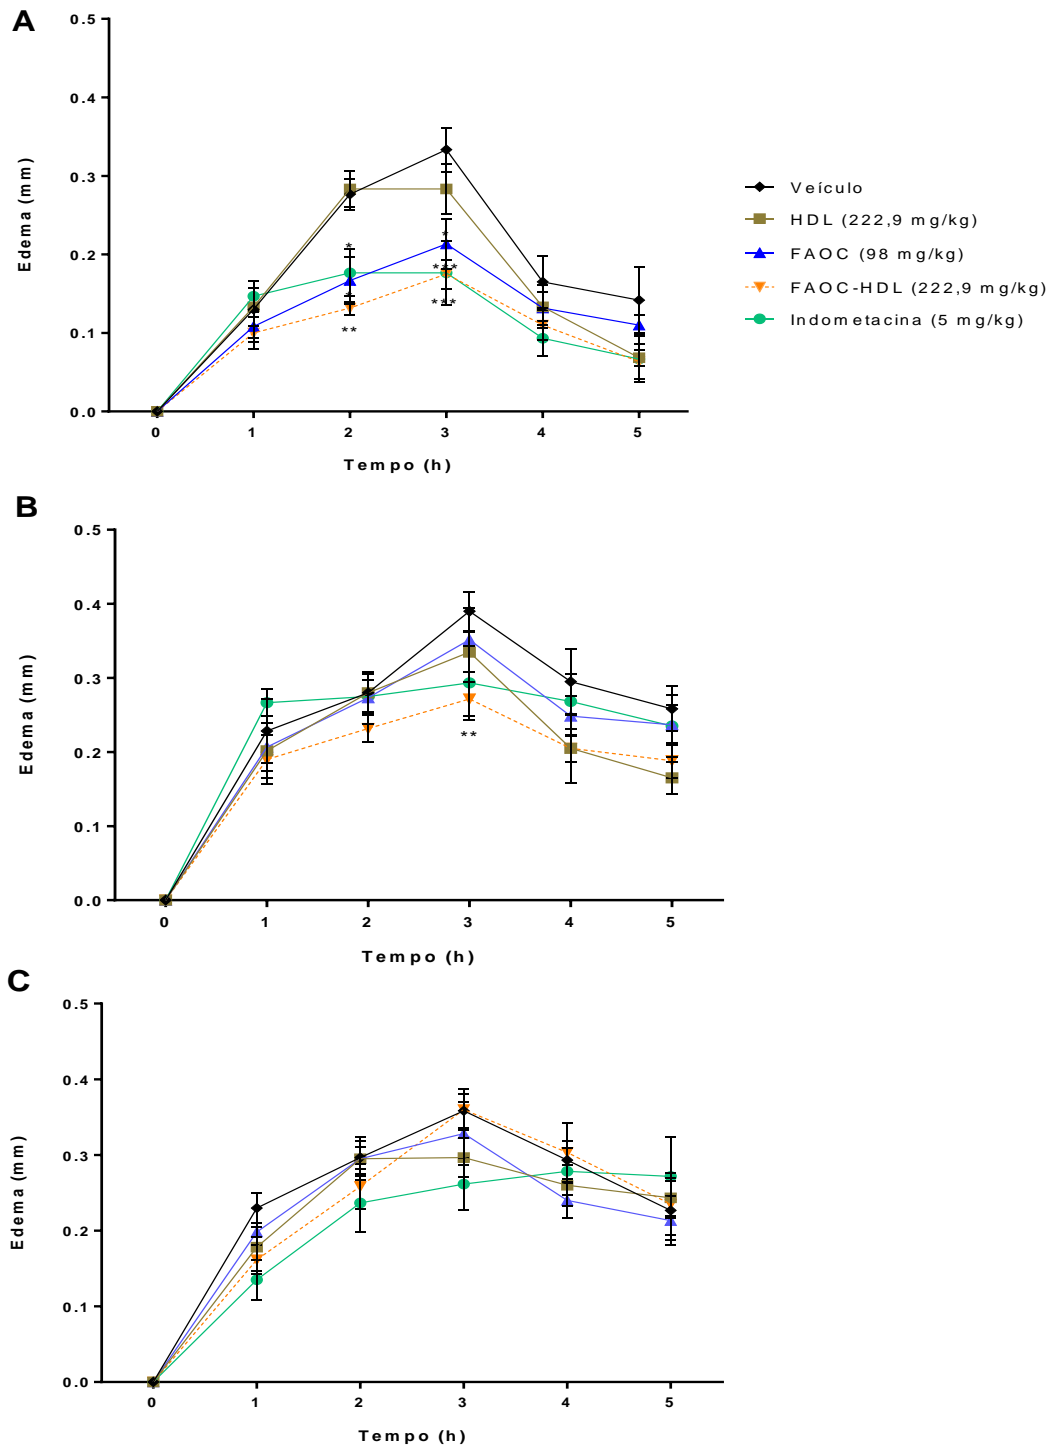 A
0.5
0.4
0.3
0.2
0.1
0.0
Edema (mm)
*
**
*
***
***
0 1 2 3 4 5
Tempo (h)
Veículo
HDL (222,9 mg/kg)
FAOC (98 mg/kg)
FAOC-HDL (222,9 mg/kg)
Indometacina (5 mg/kg)
B
0.5
0.4
0.3
0.2
0.1
0.0
Edema (mm)
**
0 1 2 3 4 5
Tempo (h)
C
0.5
0.4
0.3
0.2
0.1
0.0
Edema (mm)
0 1 2 3 4 5
Tempo (h)